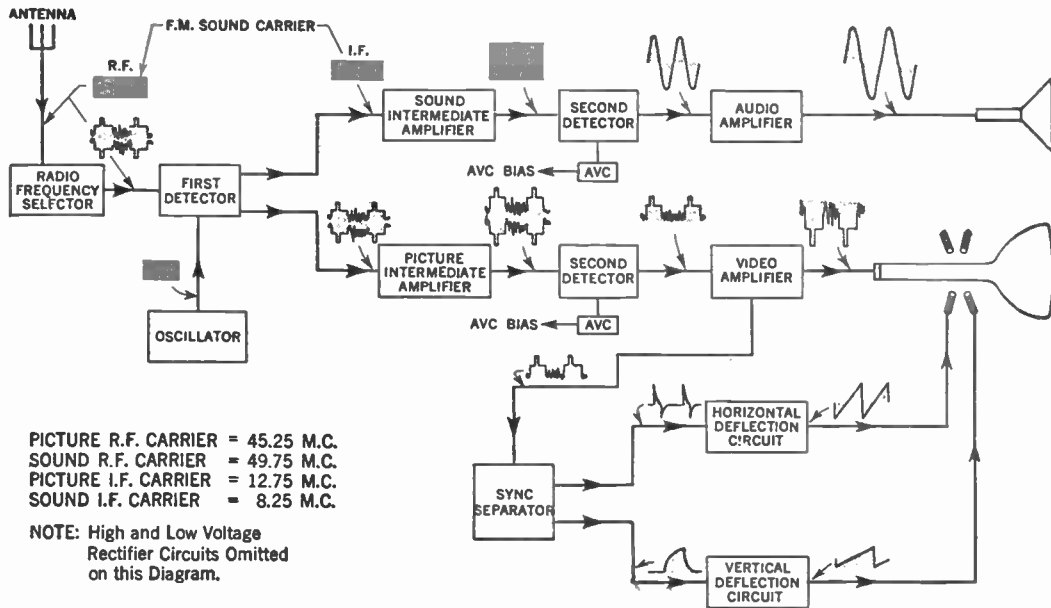 ANTENNA
F.M. SOUND CARRIER
R.F.
I.F.
SOUND
INTERMEDIATE
AMPLIFIER
SECOND
DETECTOR
AUDIO
AMPLIFIER
AVC BIAS
AVC
RADIO
FREQUENCY
SELECTOR
FIRST
DETECTOR
PICTURE
INTERMEDIATE
AMPLIFIER
SECOND
DETECTOR
VIDEO
AMPLIFIER
AVC BIAS
AVC
OSCILLATOR
HORIZONTAL
DEFLECTION
CIRCUIT
SYNC
SEPARATOR
VERTICAL
DEFLECTION
CIRCUIT
PICTURE R.F. CARRIER = 45.25 M.C.
SOUND R.F. CARRIER = 49.75 M.C.
PICTURE I.F. CARRIER = 12.75 M.C.
SOUND I.F. CARRIER = 8.25 M.C.
NOTE: High and Low Voltage
Rectifier Circuits Omitted
on this Diagram.